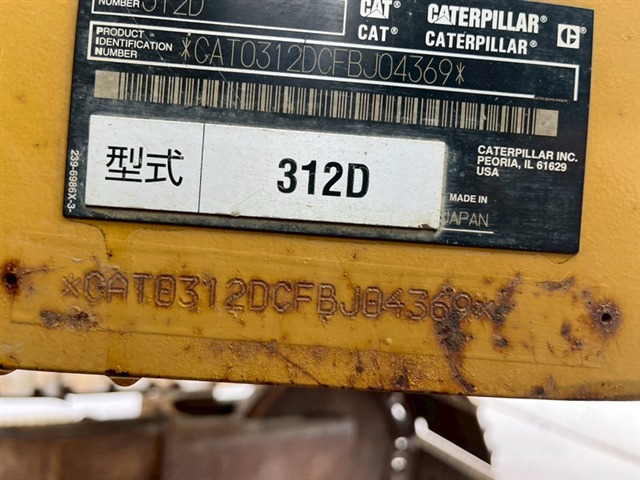 NUMBER 312D
CAT CATERPILLAR C
CAT® CATERPILLAR®
PRODUCT
IDENTIFICATION
NUMBER
*CAT0312DCFBJ04369*
型式 312D
CATERPILLAR INC.
PEORIA, IL 61629
USA
MADE IN
JAPAN
239-6986X-3
*CAT0312DCFBJ04369*